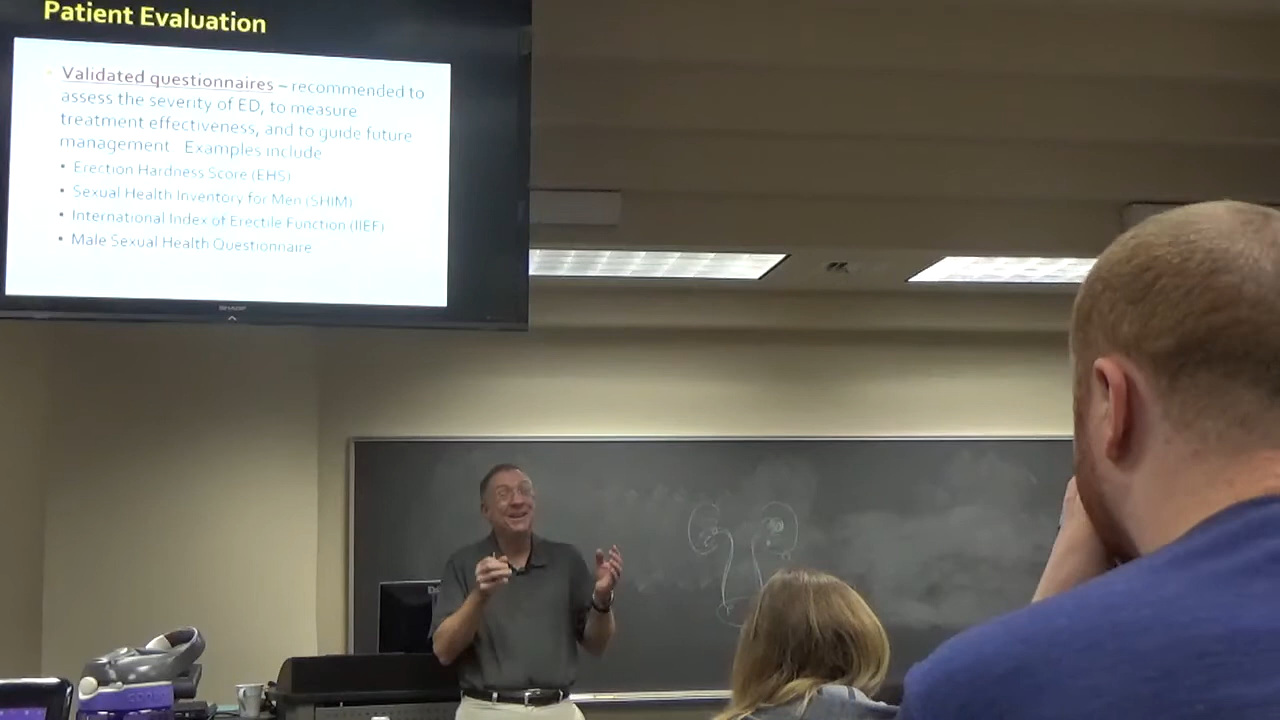 Patient Evaluation
Validated questionnaires – recommended to
assess the severity of ED, to measure
treatment effectiveness, and to guide future
management. Examples include
• Erection Hardness Score (EHS)
• Sexual Health Inventory for Men (SHIM)
• International Index of Erectile Function (IIEF)
• Male Sexual Health Questionnaire
SHARP